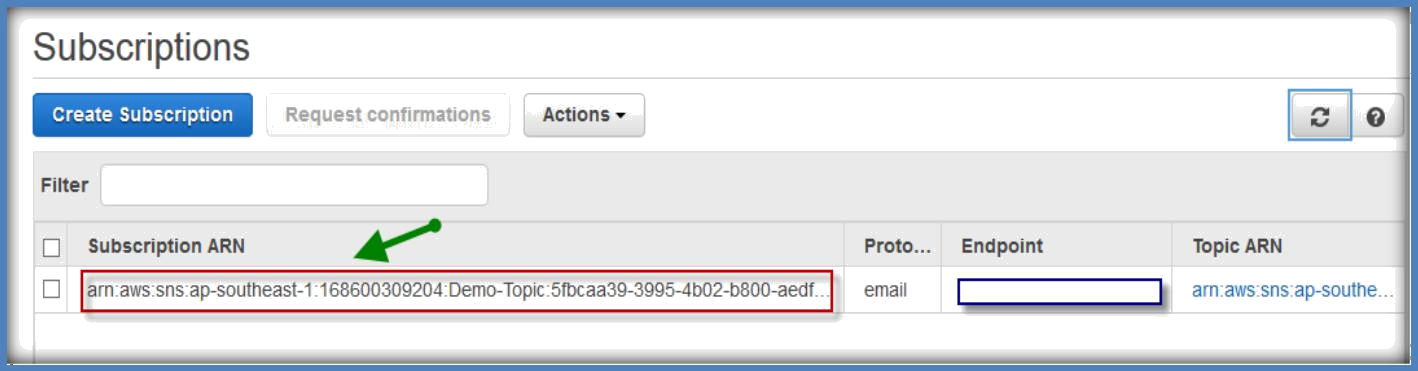 Subscriptions
Create Subscription Request confirmations Actions
Filter
Subscription ARN Proto... Endpoint Topic ARN
arn:aws:sns:ap-southeast-1:168600309204:Demo-Topic:5fbcaa39-3995-4b02-b800-aedf... email arn:aws:sns:ap-southe...